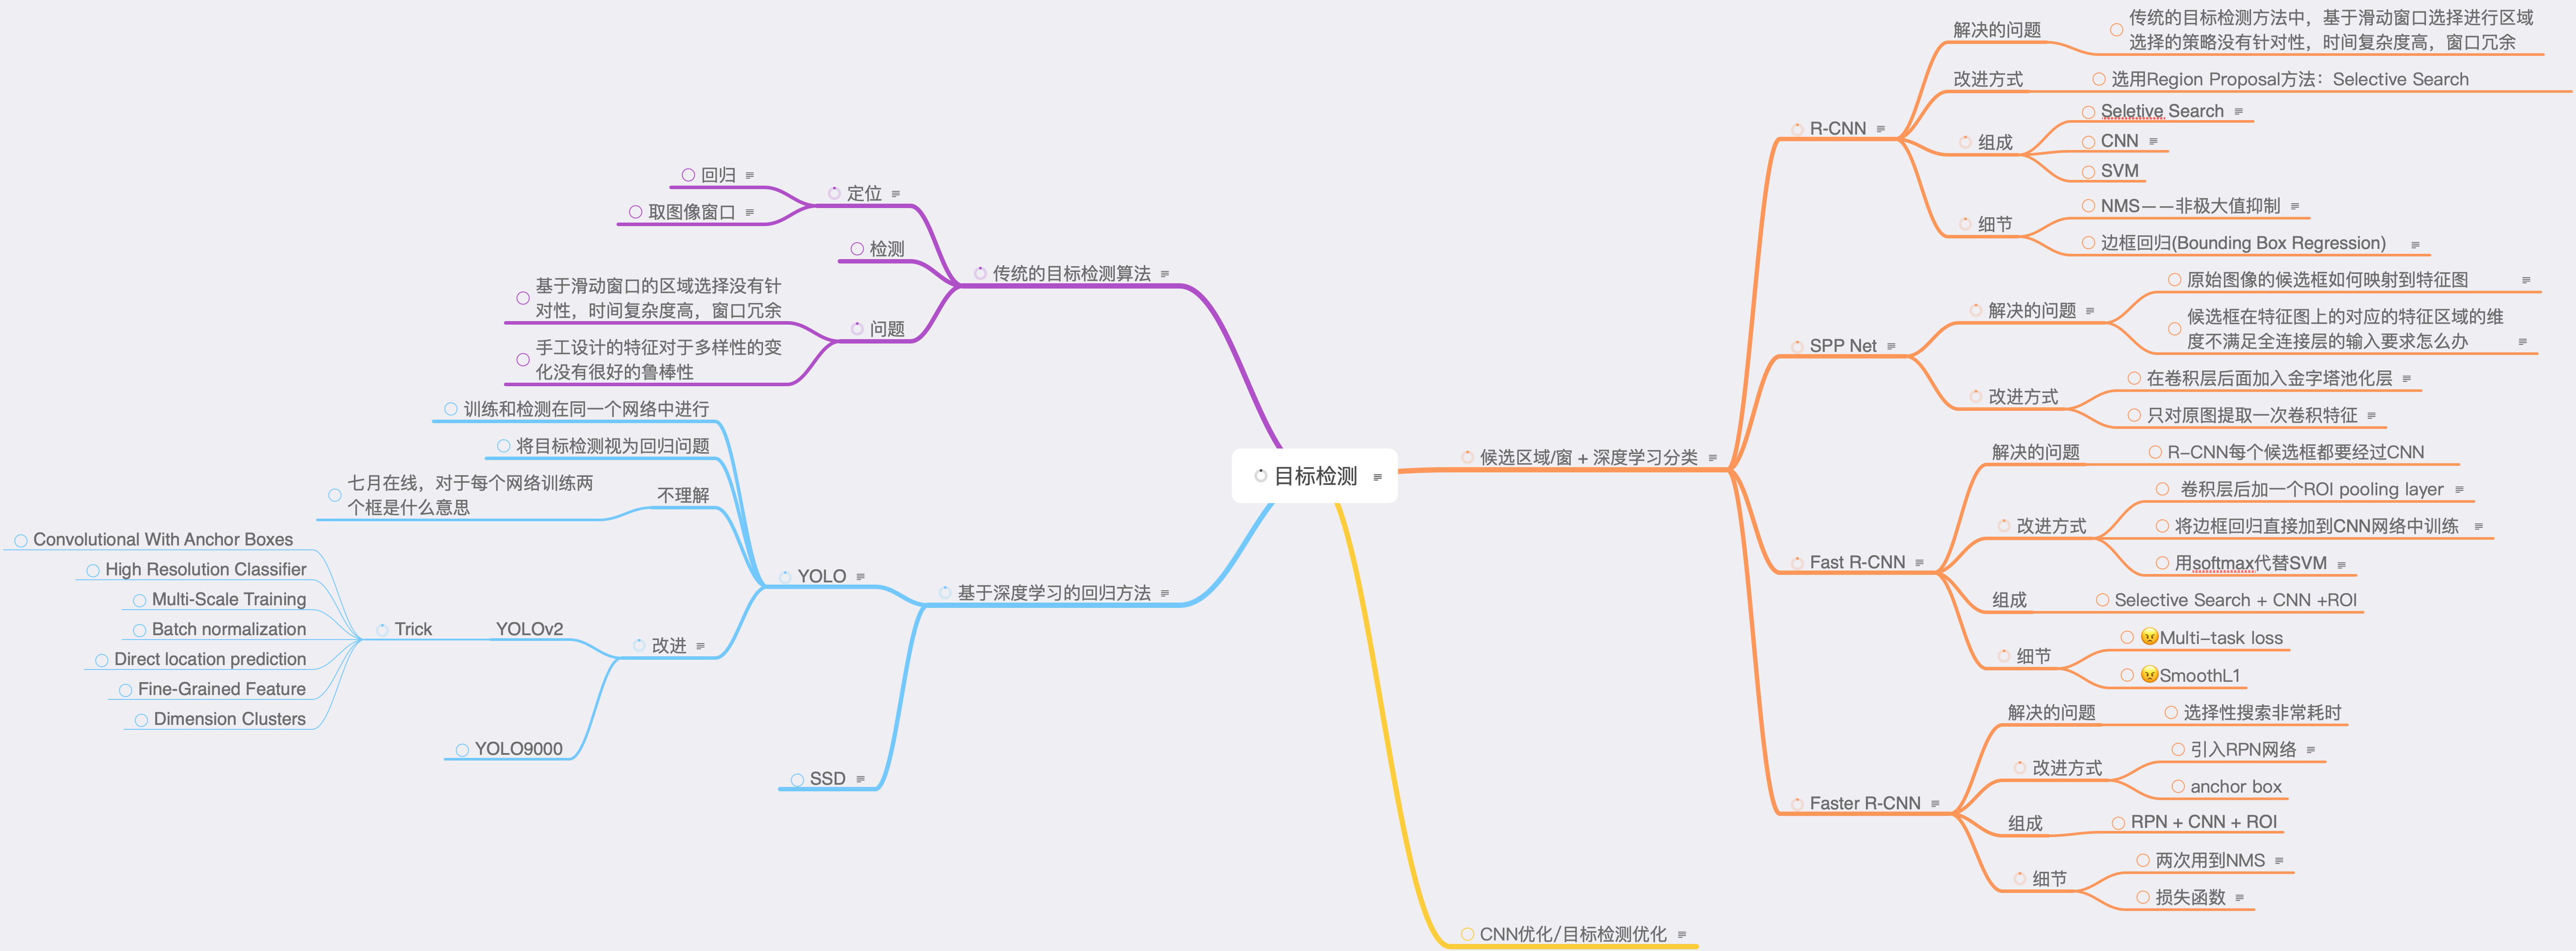 目标检测
传统的目标检测算法
定位
回归
取图像窗口
检测
问题
基于滑动窗口的区域选择没有针
对性，时间复杂度高，窗口冗余
手工设计的特征对于多样性的变
化没有很好的鲁棒性
基于深度学习的回归方法
YOLO
训练和检测在同一个网络中进行
将目标检测视为回归问题
不理解
七月在线，对于每个网络训练两
个框是什么意思
改进
YOLOv2
Trick
Convolutional With Anchor Boxes
High Resolution Classifier
Multi-Scale Training
Batch normalization
Direct location prediction
Fine-Grained Feature
Dimension Clusters
YOLO9000
SSD
候选区域/窗 + 深度学习分类
R-CNN
解决的问题
传统的目标检测方法中，基于滑动窗口选择进行区域
选择的策略没有针对性，时间复杂度高，窗口冗余
改进方式
选用Region Proposal方法：Selective Search
组成
Seletive Search
CNN
SVM
细节
NMS——非极大值抑制
边框回归(Bounding Box Regression)
SPP Net
解决的问题
原始图像的候选框如何映射到特征图
候选框在特征图上的对应的特征区域的维
度不满足全连接层的输入要求怎么办
改进方式
在卷积层后面加入金字塔池化层
只对原图提取一次卷积特征
Fast R-CNN
解决的问题
R-CNN每个候选框都要经过CNN
改进方式
卷积层后加一个ROI pooling layer
将边框回归直接加到CNN网络中训练
用softmax代替SVM
组成
Selective Search + CNN +ROI
细节
😠Multi-task loss
😠SmoothL1
Faster R-CNN
解决的问题
选择性搜索非常耗时
改进方式
引入RPN网络
anchor box
组成
RPN + CNN + ROI
细节
两次用到NMS
损失函数
CNN优化/目标检测优化